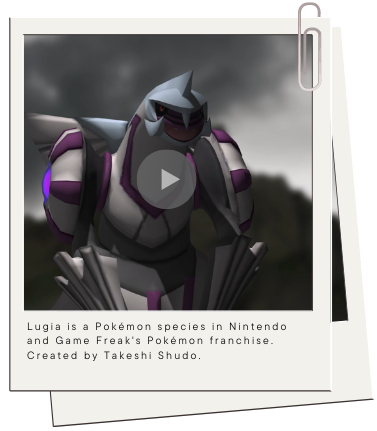 Lugia is a Pokémon species in Nintendo
and Game Freak's Pokémon franchise.
Created by Takeshi Shudo.